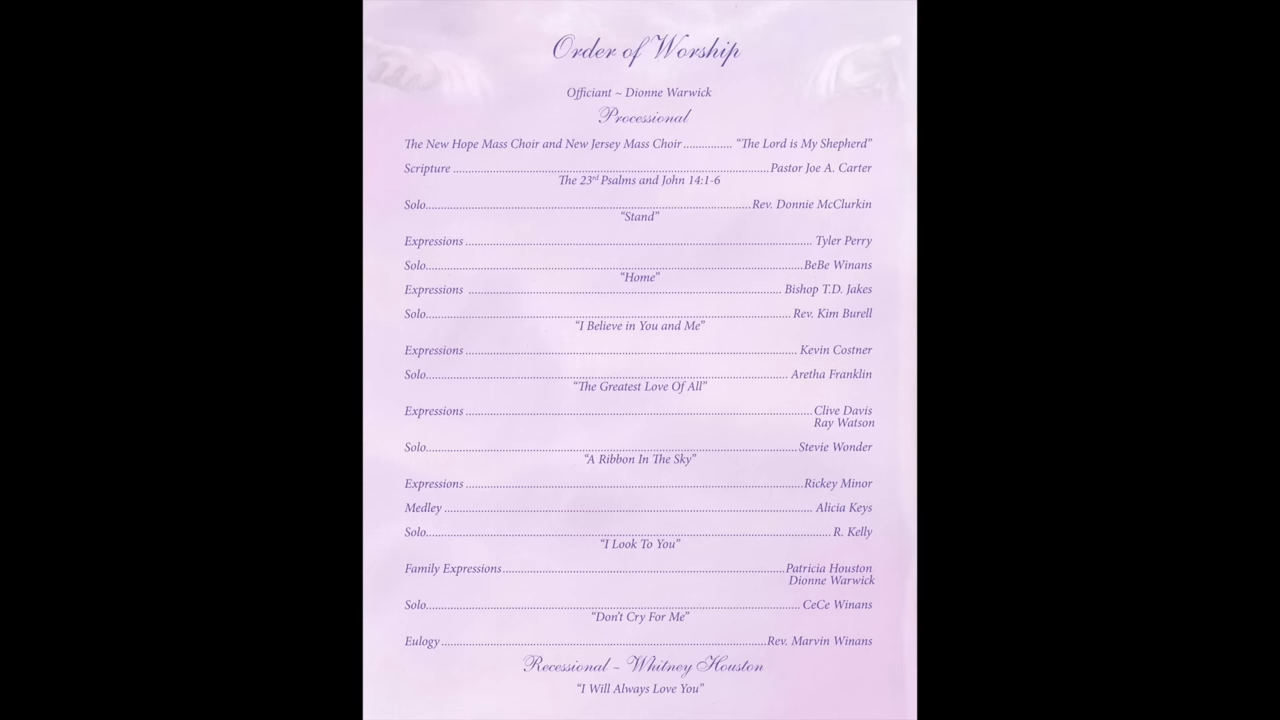 Order of Worship
Officiant ~ Dionne Warwick
Processional
The New Hope Mass Choir and New Jersey Mass Choir ................ “The Lord is My Shepherd”
Scripture ........................................................................................................Pastor Joe A. Carter
The 23rd Psalms and John 14:1-6
Solo.......................................................................................................Rev. Donnie McClurkin
“Stand”
Expressions ................................................................................................................ Tyler Perry
Solo...........................................................................................................................BeBe Winans
“Home”
Expressions ..................................................................................................... Bishop T.D. Jakes
Solo........................................................................................................................ Rev. Kim Burell
“I Believe in You and Me”
Expressions ........................................................................................................... Kevin Costner
Solo....................................................................................................................... Aretha Franklin
“The Greatest Love Of All”
Expressions ................................................................................................................Clive Davis
Ray Watson
Solo..........................................................................................................................Stevie Wonder
“A Ribbon In The Sky”
Expressions .............................................................................................................Rickey Minor
Medley ........................................................................................................................ Alicia Keys
Solo.................................................................................................................................... R. Kelly
“I Look To You”
Family Expressions.............................................................................................Patricia Houston
Dionne Warwick
Solo........................................................................................................................... CeCe Winans
“Don’t Cry For Me”
Eulogy ............................................................................................................Rev. Marvin Winans
Recessional ~ Whitney Houston
“I Will Always Love You”